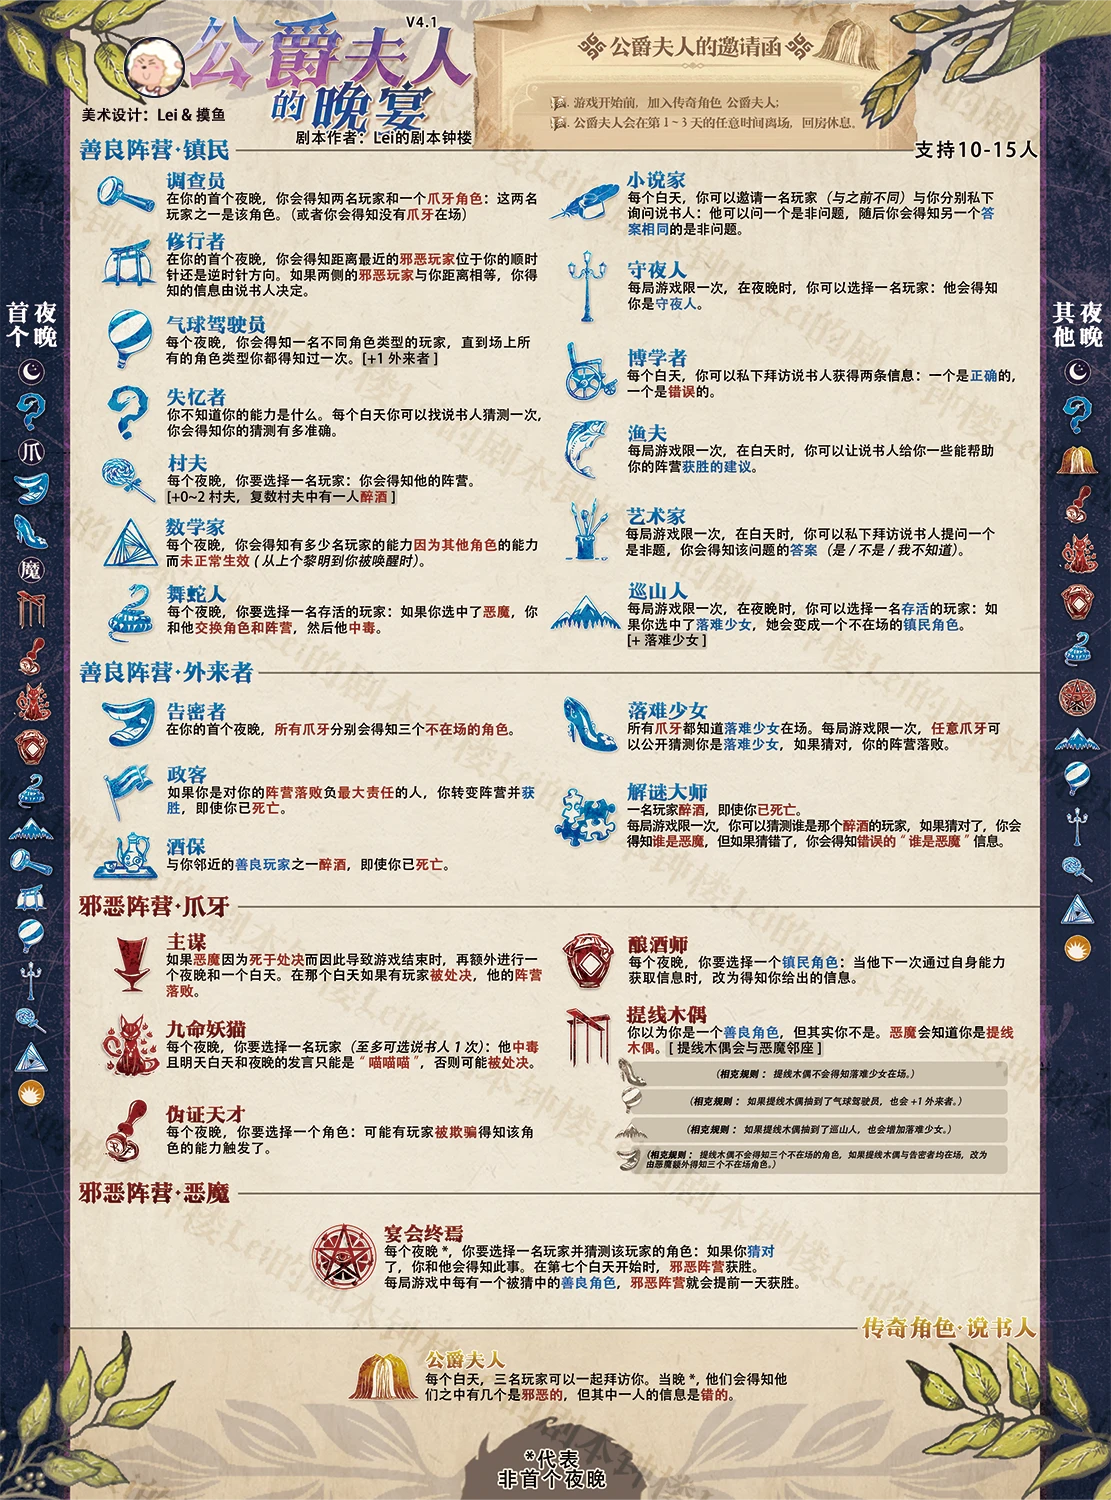 V4.1
公爵夫人
的晚宴
美术设计：Lei & 摸鱼
剧本作者：Lei的剧本钟楼
公爵夫人的邀请函
游戏开始前，加入传奇角色 公爵夫人；
公爵夫人会在第 1~3 天的任意时间离场，回房休息。
支持10-15人
善良阵营·镇民
调查员
在你的首个夜晚，你会得知两名玩家和一个爪牙角色：这两名
玩家之一是该角色。（或者你会得知没有爪牙在场）
修行者
在你的首个夜晚，你会得知距离最近的邪恶玩家位于你的顺时
针还是逆时针方向。如果两侧的邪恶玩家与你距离相等，你得
知的信息由说书人决定。
气球驾驶员
每个夜晚，你会得知一名不同角色类型的玩家，直到场上所
有的角色类型你都得知过一次。[+1 外来者 ]
失忆者
你不知道你的能力是什么。每个白天你可以找说书人猜测一次，
你会得知你的猜测有多准确。
村夫
每个夜晚，你要选择一名玩家：你会得知他的阵营。
[+0~2 村夫，复数村夫中有一人醉酒 ]
数学家
每个夜晚，你会得知有多少名玩家的能力因为其他角色的能力
而未正常生效 ( 从上个黎明到你被唤醒时 )。
舞蛇人
每个夜晚，你要选择一名存活的玩家：如果你选中了恶魔，你
和他交换角色和阵营，然后他中毒。
小说家
每个白天，你可以邀请一名玩家（与之前不同）与你分别私下
询问说书人：他可以问一个是非问题，随后你会得知另一个答
案相同的是非问题。
守夜人
每局游戏限一次，在夜晚时，你可以选择一名玩家：他会得知
你是守夜人。
博学者
每个白天，你可以私下拜访说书人获得两条信息：一个是正确的，
一个是错误的。
渔夫
每局游戏限一次，在白天时，你可以让说书人给你一些能帮助
你的阵营获胜的建议。
艺术家
每局游戏限一次，在白天时，你可以私下拜访说书人提问一个
是非题，你会得知该问题的答案（是 / 不是 / 我不知道）。
巡山人
每局游戏限一次，在夜晚时，你可以选择一名存活的玩家：如
果你选中了落难少女，她会变成一个不在场的镇民角色。
[+ 落难少女 ]
善良阵营·外来者
告密者
在你的首个夜晚，所有爪牙分别会得知三个不在场的角色。
政客
如果你是对你的阵营落败负最大责任的人，你转变阵营并获
胜，即使你已死亡。
酒保
与你邻近的善良玩家之一醉酒，即使你已死亡。
落难少女
所有爪牙都知道落难少女在场。每局游戏限一次，任意爪牙可
以公开猜测你是落难少女，如果猜对，你的阵营落败。
解谜大师
一名玩家醉酒，即使你已死亡。
每局游戏限一次，你可以猜测谁是那个醉酒的玩家，如果猜对了，你会
得知谁是恶魔，但如果猜错了，你会得知错误的“谁是恶魔”信息。
邪恶阵营·爪牙
主谋
如果恶魔因为死于处决而因此导致游戏结束时，再额外进行一
个夜晚和一个白天。在那个白天如果有玩家被处决，他的阵营
落败。
九命妖猫
每个夜晚，你要选择一名玩家（至多可选说书人 1 次）：他中毒
且明天白天和夜晚的发言只能是“喵喵喵”，否则可能被处决。
伪证天才
每个夜晚，你要选择一个角色：可能有玩家被欺骗得知该角
色的能力触发了。
酿酒师
每个夜晚，你要选择一个镇民角色：当他下一次通过自身能力
获取信息时，改为得知你给出的信息。
提线木偶
你以为你是一个善良角色，但其实你不是。恶魔会知道你是提线
木偶。[ 提线木偶会与恶魔邻座 ]
（相克规则： 提线木偶不会得知落难少女在场。）
（相克规则： 如果提线木偶抽到了气球驾驶员，也会 +1 外来者。）
（相克规则： 如果提线木偶抽到了巡山人，也会增加落难少女。）
（相克规则： 提线木偶不会得知三个不在场的角色，如果提线木偶与告密者均在场，改为
由恶魔额外得知三个不在场角色。）
邪恶阵营·恶魔
宴会终焉
每个夜晚 *，你要选择一名玩家并猜测该玩家的角色：如果你猜对
了，你和他会得知此事。在第七个白天开始时，邪恶阵营获胜。
每局游戏中每有一个被猜中的善良角色，邪恶阵营就会提前一天获胜。
传奇角色·说书人
公爵夫人
每个白天，三名玩家可以一起拜访你。当晚 *，他们会得知他
们之中有几个是邪恶的，但其中一人的信息是错的。
*代表
非首个夜晚
首个夜晚
爪
魔
其他夜晚